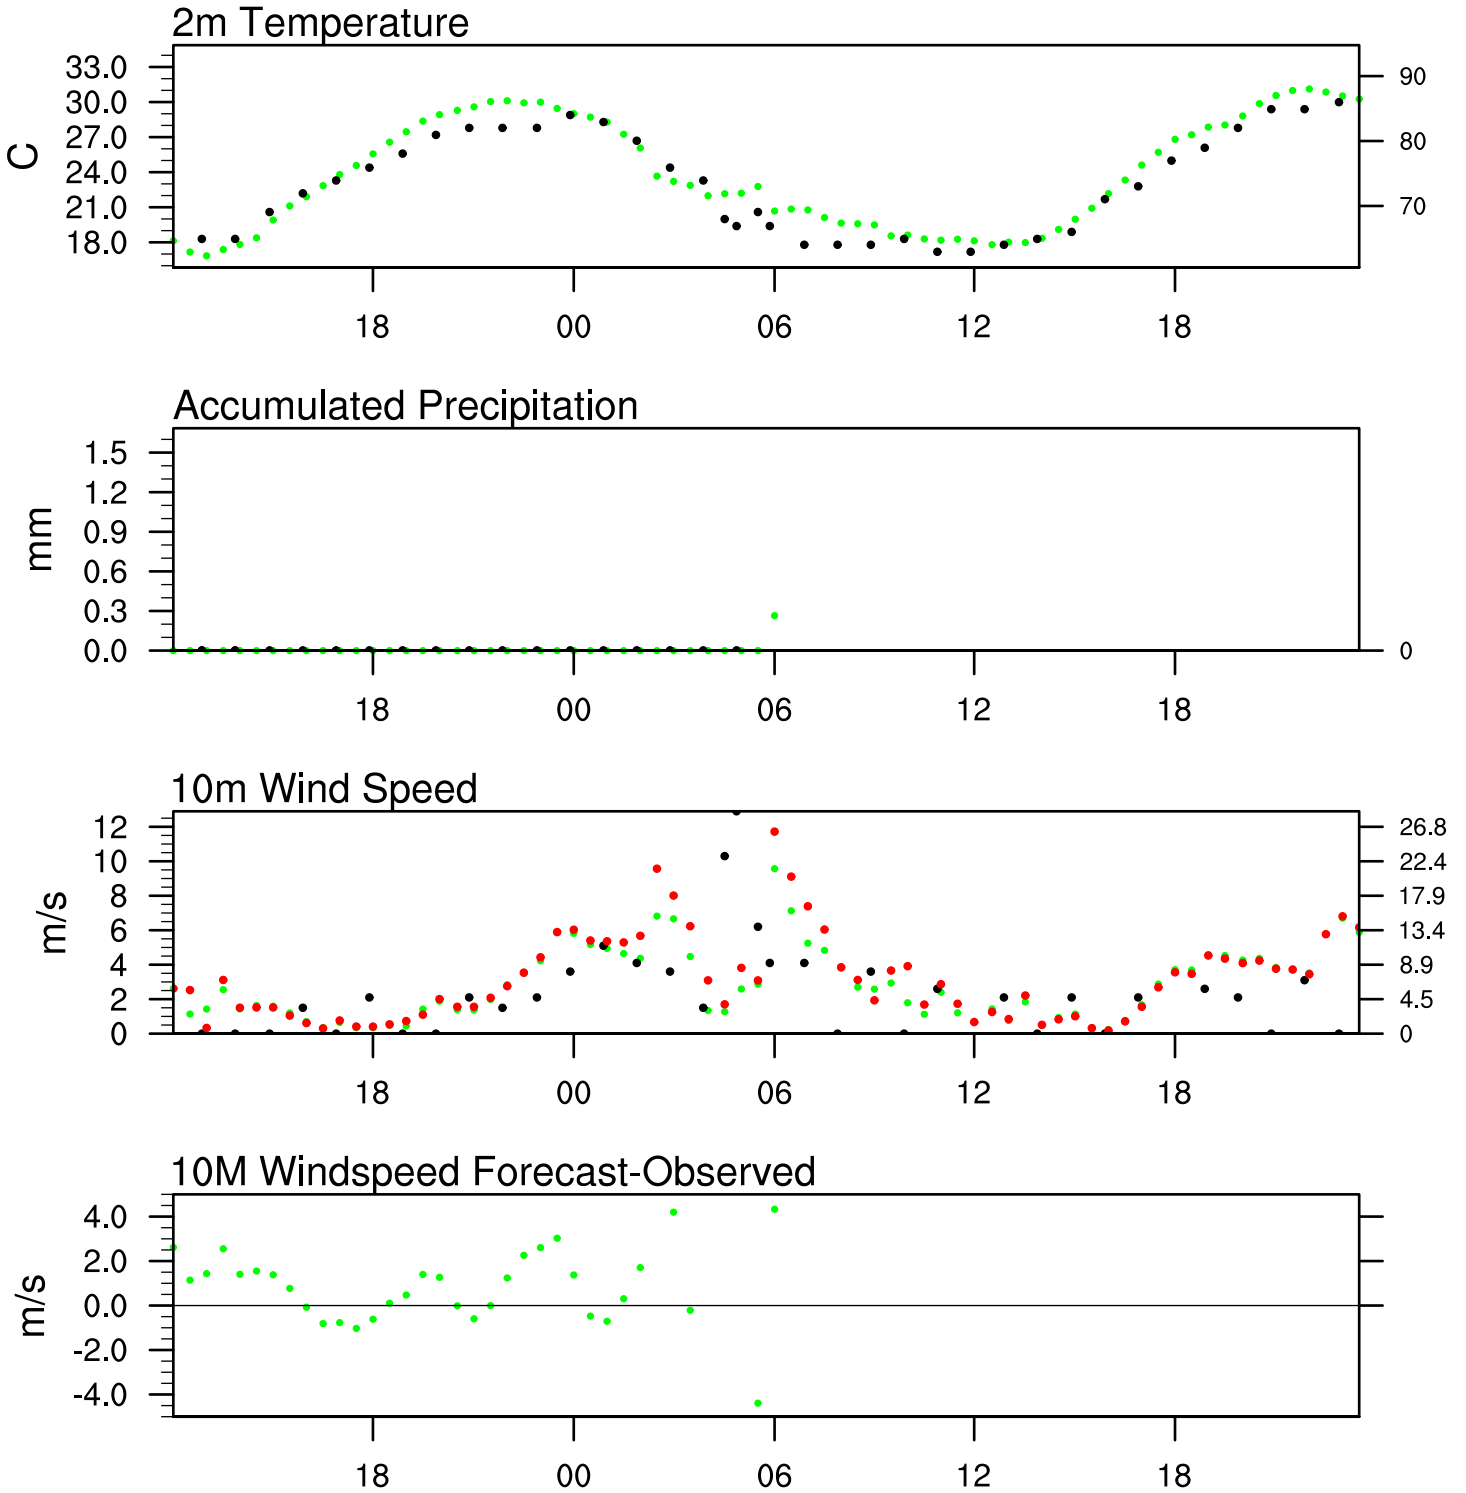 2m Temperature
33.0
30.0
27.0
24.0
21.0
18.0
C
90
80
70
18 00 06 12 18
Accumulated Precipitation
1.5
1.2
0.9
0.6
0.3
0.0
mm
0
18 00 06 12 18
10m Wind Speed
12
10
8
6
4
2
0
m/s
26.8
22.4
17.9
13.4
8.9
4.5
0
18 00 06 12 18
10M Windspeed Forecast-Observed
4.0
2.0
0.0
-2.0
-4.0
m/s
18 00 06 12 18